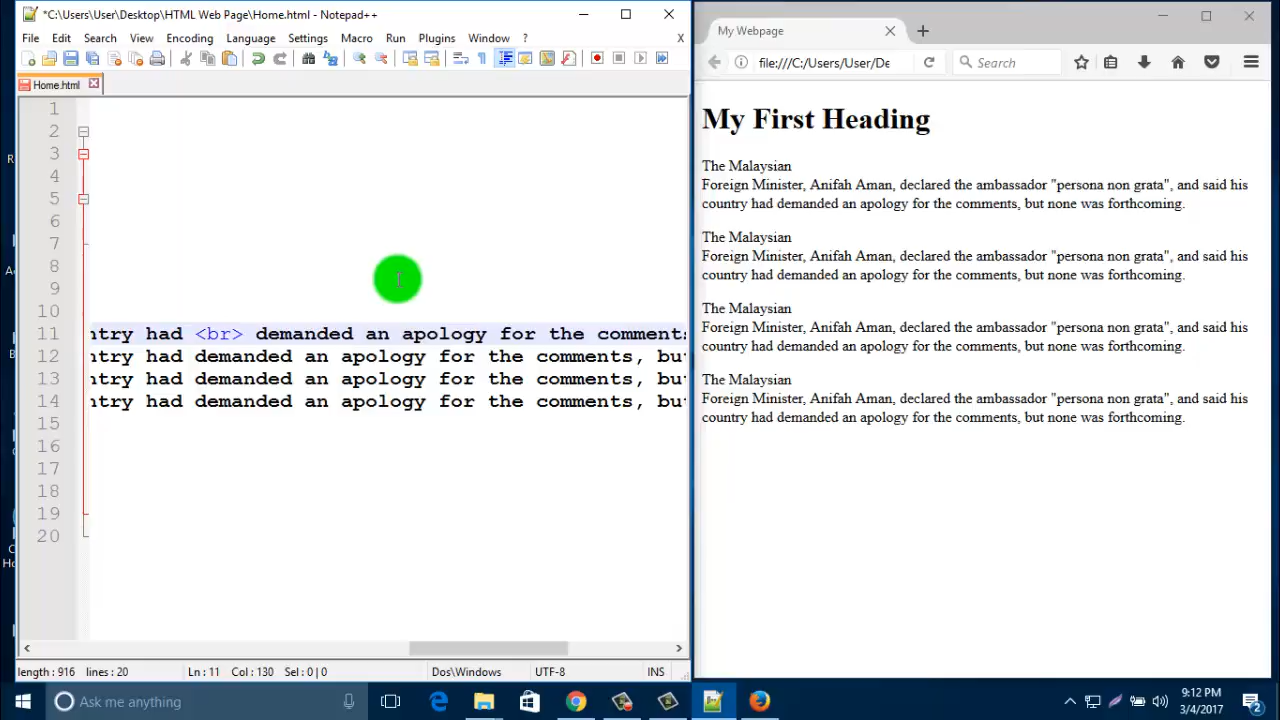 *C:\Users\User\Desktop\HTML Web Page\Home.html - Notepad++
File Edit Search View Encoding Language Settings Macro Run Plugins Window ? X
Home.html
1
2
3
4
5
6
7
8
9
10
11 ntry had <br> demanded an apology for the comments
12 ntry had demanded an apology for the comments, but
13 ntry had demanded an apology for the comments, but
14 ntry had demanded an apology for the comments, but
15
16
17
18
19
20
length : 916 lines : 20 Ln : 11 Col : 130 Sel : 0 | 0 Dos\Windows UTF-8 INS
My Webpage
file:///C:/Users/User/De Search
My First Heading
The Malaysian
Foreign Minister, Anifah Aman, declared the ambassador "persona non grata", and said his
country had demanded an apology for the comments, but none was forthcoming.
The Malaysian
Foreign Minister, Anifah Aman, declared the ambassador "persona non grata", and said his
country had demanded an apology for the comments, but none was forthcoming.
The Malaysian
Foreign Minister, Anifah Aman, declared the ambassador "persona non grata", and said his
country had demanded an apology for the comments, but none was forthcoming.
The Malaysian
Foreign Minister, Anifah Aman, declared the ambassador "persona non grata", and said his
country had demanded an apology for the comments, but none was forthcoming.
Ask me anything
9:12 PM
3/4/2017
2